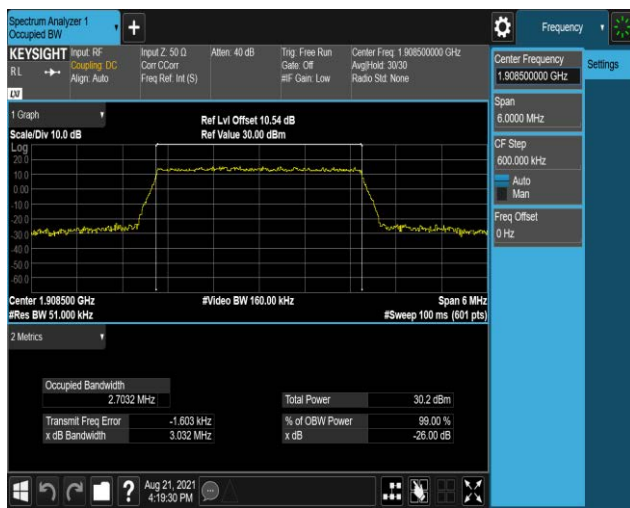 Spectrum Analyzer 1
Occupied BW
+
Frequency
KEYSIGHT
RL
LXI
Input: RF
Coupling: DC
Align: Auto
Input Z: 50 Ω
Corr CCorr
Freq Ref: Int (S)
Atten: 40 dB
Trig: Free Run
Gate: Off
#IF Gain: Low
Center Freq: 1.908500000 GHz
Avg|Hold: 30/30
Radio Std: None
Center Frequency
1.908500000 GHz
Settings
Span
6.0000 MHz
CF Step
600.000 kHz
Auto
Man
Freq Offset
0 Hz
1 Graph
Scale/Div 10.0 dB
Ref Lvl Offset 10.54 dB
Ref Value 30.00 dBm
Log
20.0
10.0
0.00
-10.0
-20.0
-30.0
-40.0
-50.0
-60.0
Center 1.908500 GHz
#Video BW 160.00 kHz
Span 6 MHz
#Res BW 51.000 kHz
#Sweep 100 ms (601 pts)
2 Metrics
Occupied Bandwidth
2.7032 MHz
Total Power 30.2 dBm
Transmit Freq Error -1.603 kHz
% of OBW Power 99.00 %
x dB Bandwidth 3.032 MHz
x dB -26.00 dB
?
Aug 21, 2021
4:19:30 PM